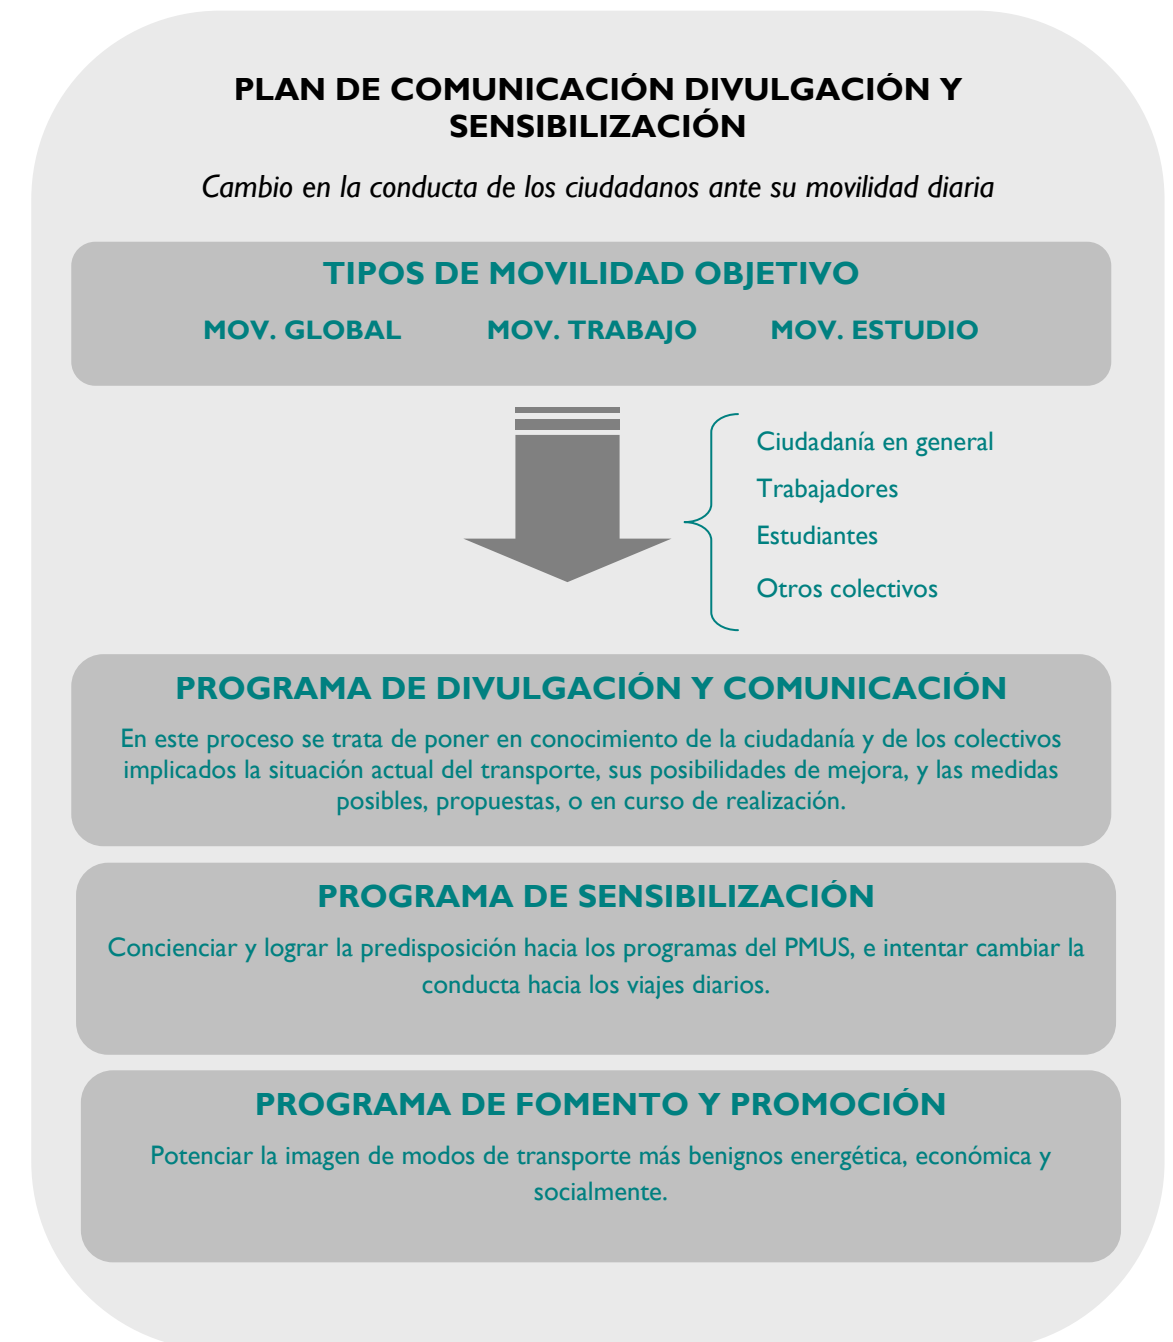 PLAN DE COMUNICACIÓN DIVULGACIÓN Y
SENSIBILIZACIÓN
Cambio en la conducta de los ciudadanos ante su movilidad diaria
TIPOS DE MOVILIDAD OBJETIVO
MOV. GLOBAL MOV. TRABAJO MOV. ESTUDIO
Ciudadanía en general
Trabajadores
Estudiantes
Otros colectivos
PROGRAMA DE DIVULGACIÓN Y COMUNICACIÓN
En este proceso se trata de poner en conocimiento de la ciudadanía y de los colectivos
implicados la situación actual del transporte, sus posibilidades de mejora, y las medidas
posibles, propuestas, o en curso de realización.
PROGRAMA DE SENSIBILIZACIÓN
Concienciar y lograr la predisposición hacia los programas del PMUS, e intentar cambiar la
conducta hacia los viajes diarios.
PROGRAMA DE FOMENTO Y PROMOCIÓN
Potenciar la imagen de modos de transporte más benignos energética, económica y
socialmente.